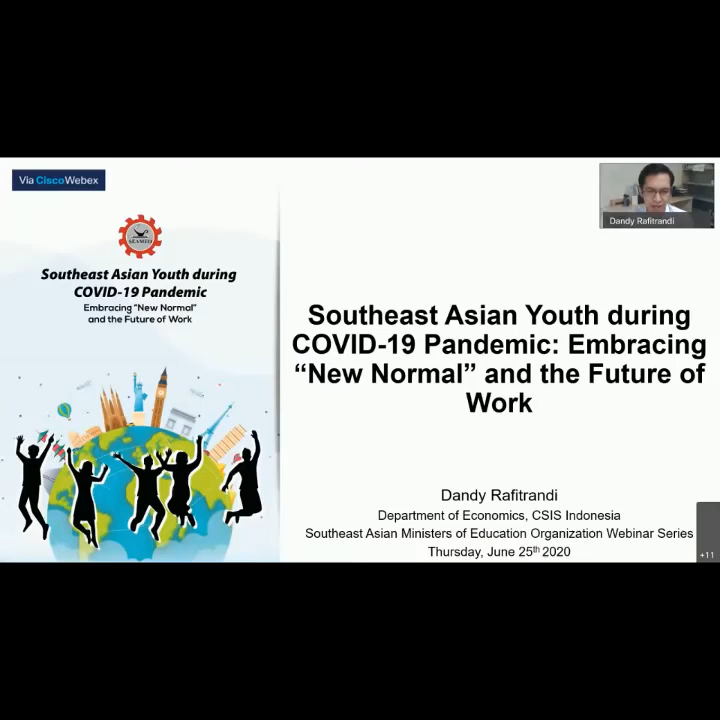 Via CiscoWebex
Dandy Rafitrandi
SEAMEO
Southeast Asian Youth during
COVID-19 Pandemic
Embracing "New Normal"
and the Future of Work
Southeast Asian Youth during
COVID-19 Pandemic: Embracing
“New Normal” and the Future of
Work
Dandy Rafitrandi
Department of Economics, CSIS Indonesia
Southeast Asian Ministers of Education Organization Webinar Series
Thursday, June 25th 2020
+11